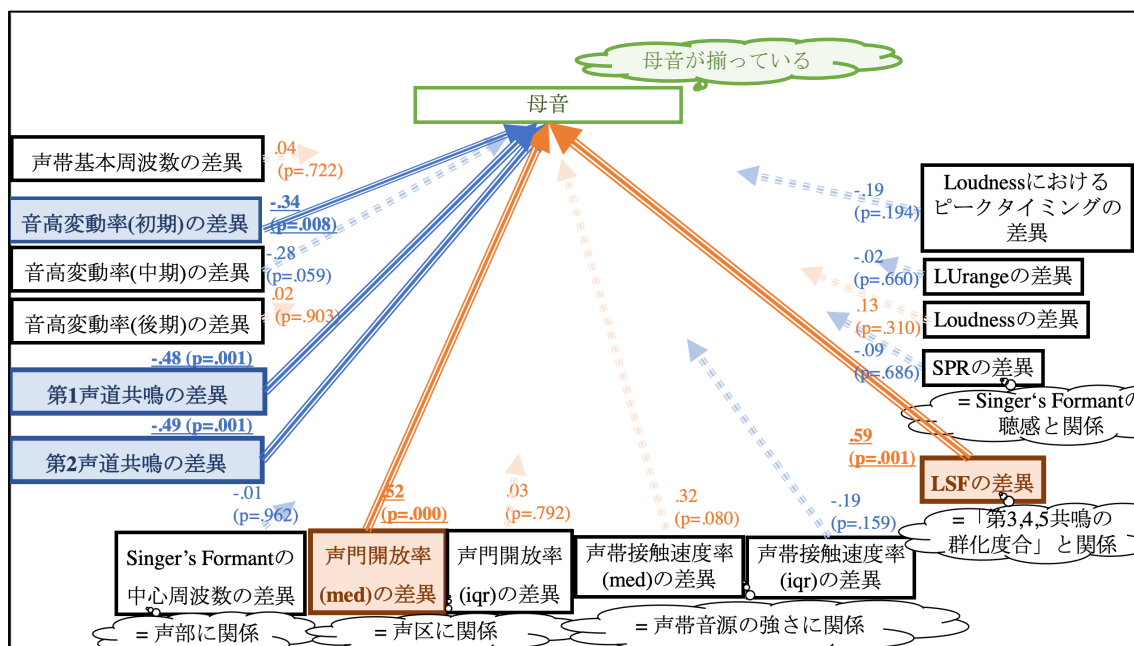 母音が揃っている
母音
声帯基本周波数の差異
.04
(p=.722)
音高変動率(初期)の差異
-.34
(p=.008)
音高変動率(中期)の差異
-.28
(p=.059)
音高変動率(後期)の差異
.02
(p=.903)
第1声道共鳴の差異
-.48 (p=.001)
第2声道共鳴の差異
-.49 (p=.001)
Loudnessにおける
ピークタイミングの
差異
-.19
(p=.194)
LUrangeの差異
-.02
(p=.660)
Loudnessの差異
.13
(p=.310)
SPRの差異
-.09
(p=.686)
= Singer‘s Formantの
聴感と関係
.59
(p=.001)
LSFの差異
=「第3,4,5共鳴の
群化度合」と関係
-.01
(p=.962)
Singer’s Formantの
中心周波数の差異
= 声部に関係
.52
(p=.000)
声門開放率
(med)の差異
.03
(p=.792)
声門開放率
(iqr)の差異
= 声区に関係
.32
(p=.080)
声帯接触速度率
(med)の差異
-.19
(p=.159)
声帯接触速度率
(iqr)の差異
= 声帯音源の強さに関係